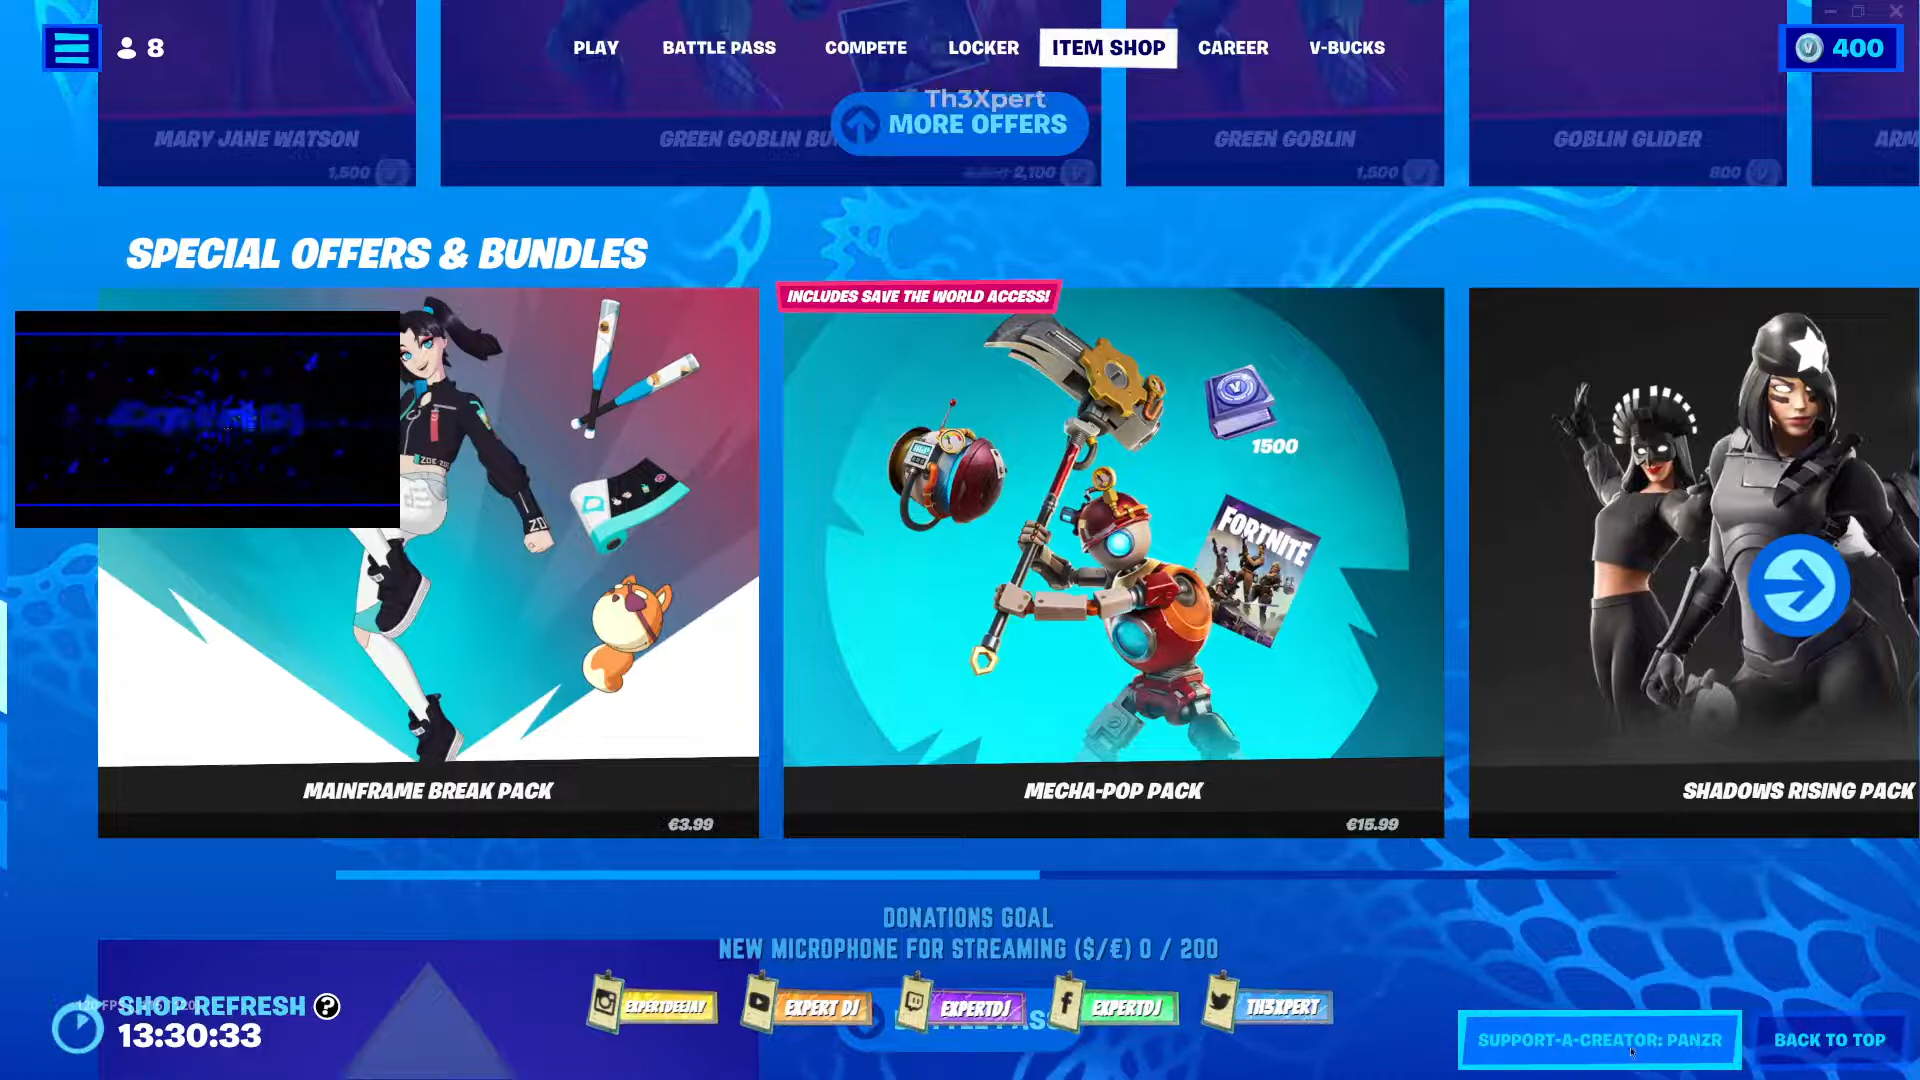 8
PLAY
BATTLE PASS
COMPETE
LOCKER
ITEM SHOP
CAREER
V-BUCKS
400
Th3Xpert
MORE OFFERS
MARY JANE WATSON
1,500
GREEN GOBLIN BU
2,100
GREEN GOBLIN
1,500
GOBLIN GLIDER
800
SPECIAL OFFERS & BUNDLES
INCLUDES SAVE THE WORLD ACCESS!
1500
FORTNITE
MAINFRAME BREAK PACK
€3.99
MECHA-POP PACK
€15.99
SHADOWS RISING PACK
DONATIONS GOAL
NEW MICROPHONE FOR STREAMING ($/€) 0 / 200
SHOP REFRESH ?
13:30:33
EXPERTDEEJAY
EXPERT DJ
EXPERTDJ
EXPERTDJ
TH3XPERT
SUPPORT-A-CREATOR: PANZR
BACK TO TOP